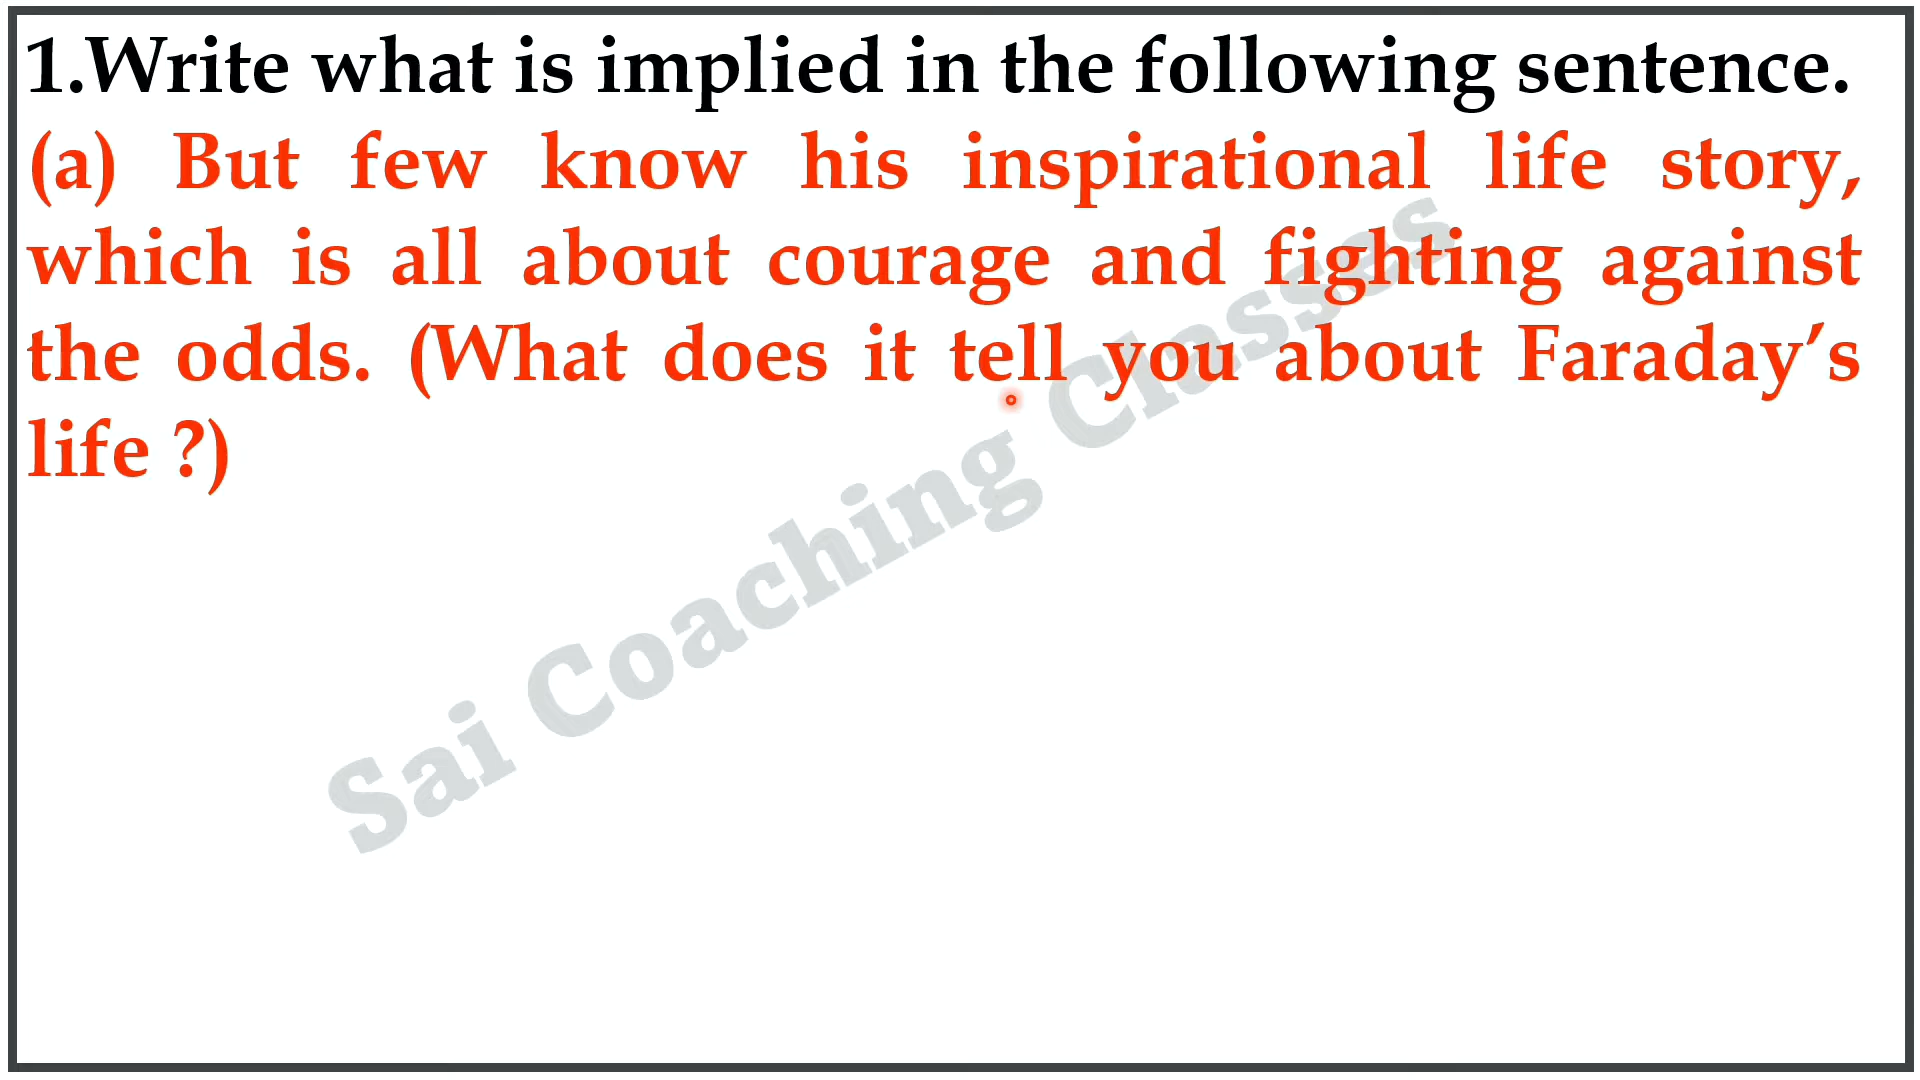 1.Write what is implied in the following sentence.
(a) But few know his inspirational life story,
which is all about courage and fighting against
the odds. (What does it tell you about Faraday’s
life ?)
Sai Coaching Classes